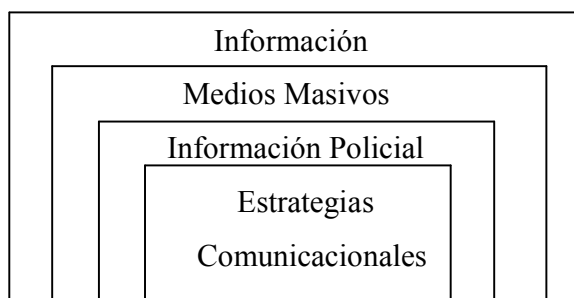 Información
Medios Masivos
Información Policial
Estrategias
Comunicacionales